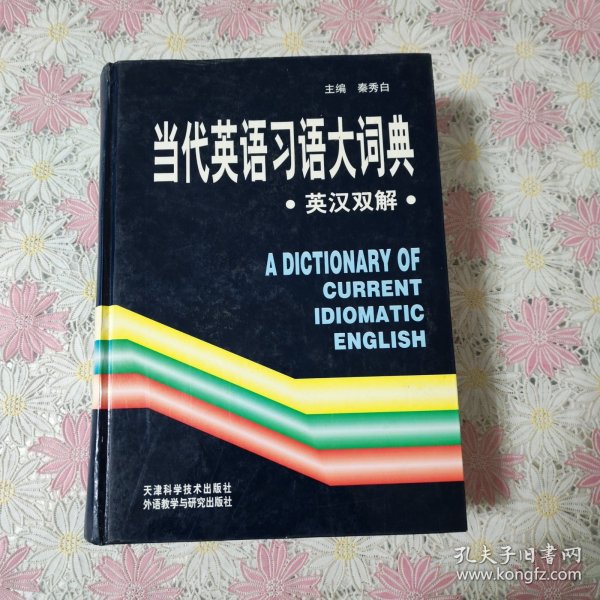 主编 秦秀白
当代英语习语大词典
•英汉双解•
A DICTIONARY OF
CURRENT
IDIOMATIC
ENGLISH
天津科学技术出版社
外语教学与研究出版社
孔夫子旧书网
www.kongfz.com